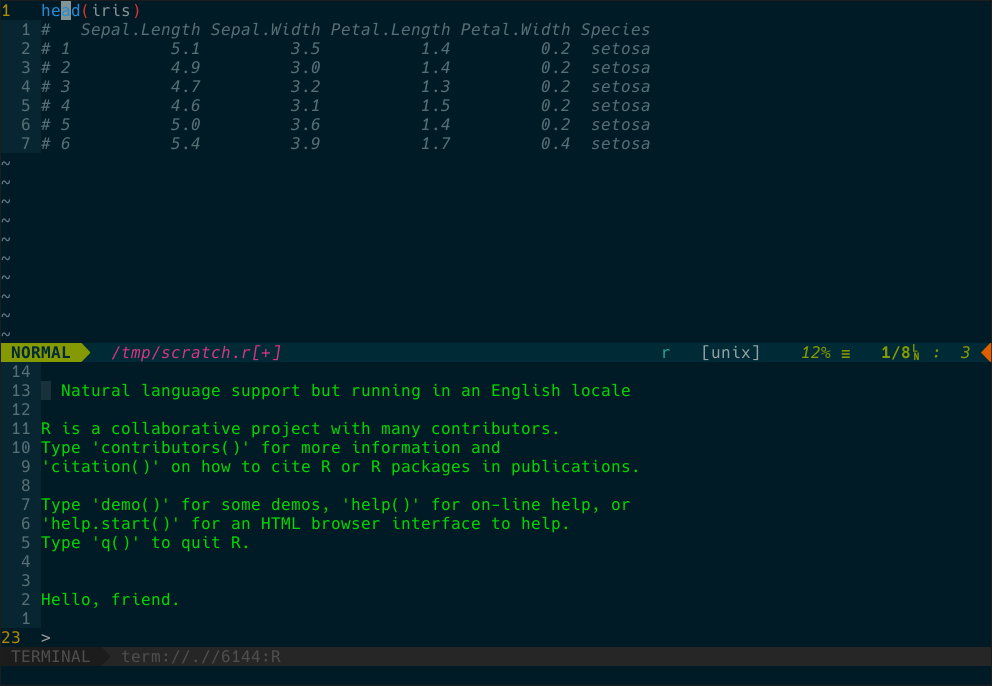 1   head(iris)
  1 #   Sepal.Length Sepal.Width Petal.Length Petal.Width Species
  2 # 1          5.1         3.5          1.4         0.2  setosa
  3 # 2          4.9         3.0          1.4         0.2  setosa
  4 # 3          4.7         3.2          1.3         0.2  setosa
  5 # 4          4.6         3.1          1.5         0.2  setosa
  6 # 5          5.0         3.6          1.4         0.2  setosa
  7 # 6          5.4         3.9          1.7         0.4  setosa
~
~
~
~
~
~
~
~
~
~
NORMAL  /tmp/scratch.r[+]  r  [unix]  12% ≡  1/8␤ :  3
 14
 13   Natural language support but running in an English locale
 12
 11 R is a collaborative project with many contributors.
 10 Type 'contributors()' for more information and
  9 'citation()' on how to cite R or R packages in publications.
  8
  7 Type 'demo()' for some demos, 'help()' for on-line help, or
  6 'help.start()' for an HTML browser interface to help.
  5 Type 'q()' to quit R.
  4
  3
  2 Hello, friend.
  1
23  >
TERMINAL  term://.//6144:R